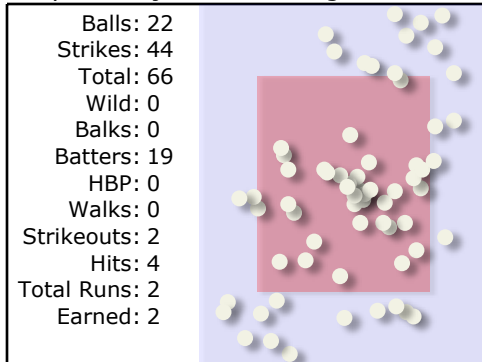 Balls: 22
Strikes: 44
Total: 66
Wild: 0
Balks: 0
Batters: 19
HBP: 0
Walks: 0
Strikeouts: 2
Hits: 4
Total Runs: 2
Earned: 2